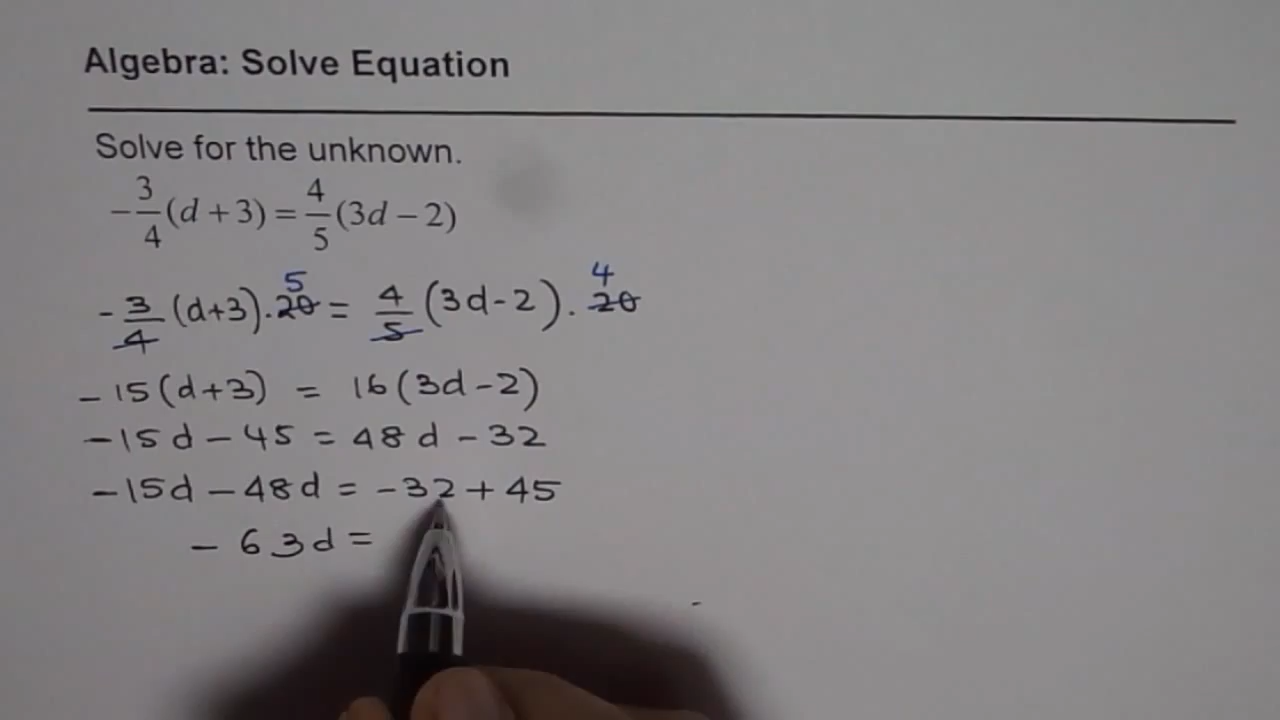 Algebra: Solve Equation
Solve for the unknown.
-3/4(d + 3) = 4/5(3d - 2)
-3/4(d+3).20 5 = 4/5(3d-2).20 4
-15(d+3) = 16(3d-2)
-15d - 45 = 48d - 32
-15d - 48d = -32 + 45
- 63d =